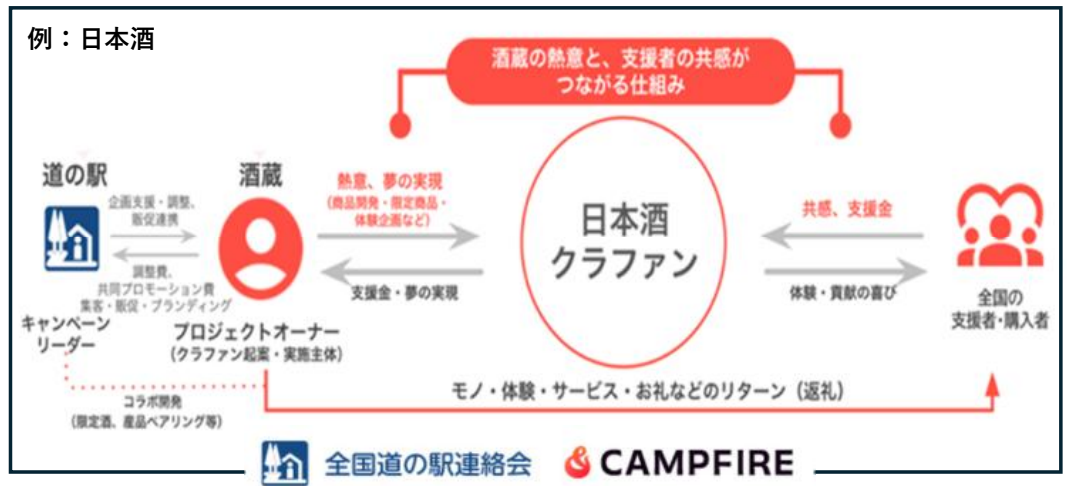 例：日本酒
酒蔵の熱意と、支援者の共感が
つながる仕組み
道の駅
企画支援・調整、
販促連携
調整費、
共同プロモーション費
集客・販促・ブランディング
キャンペーン
リーダー
酒蔵
プロジェクトオーナー
（クラファン起案・実施主体）
熱意、夢の実現
（商品開発・限定商品・
体験企画など）
支援金・夢の実現
日本酒
クラファン
共感、支援金
体験・貢献の喜び
全国の
支援者・購入者
モノ・体験・サービス・お礼などのリターン（返礼）
コラボ開発
（限定酒、産品ペアリング等）
全国道の駅連絡会
CAMPFIRE